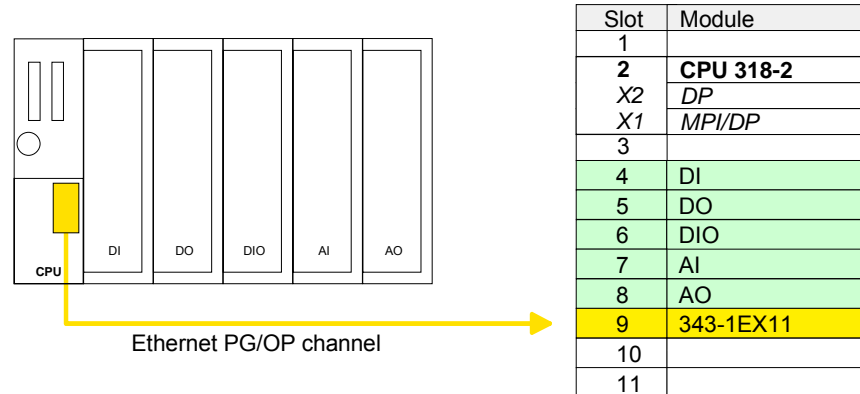 DI
DO
DIO
AI
AO
CPU
Ethernet PG/OP channel
Slot Module
1
2 CPU 318-2
X2 DP
X1 MPI/DP
3
4 DI
5 DO
6 DIO
7 AI
8 AO
9 343-1EX11
10
11